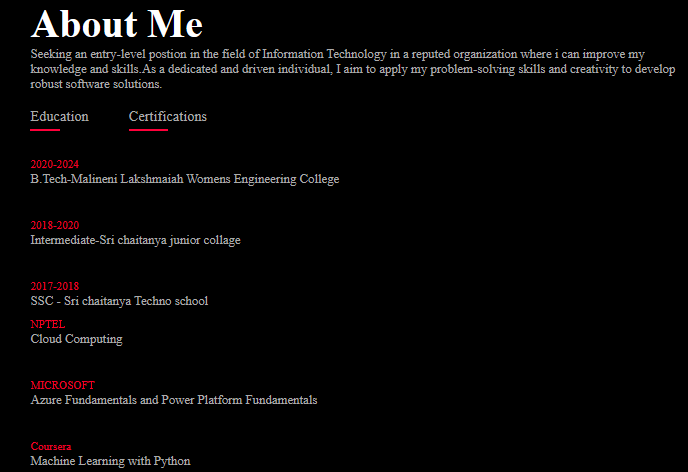 About Me
Seeking an entry-level postion in the field of Information Technology in a reputed organization where i can improve my
knowledge and skills.As a dedicated and driven individual, I aim to apply my problem-solving skills and creativity to develop
robust software solutions.
Education Certifications
2020-2024
B.Tech-Malineni Lakshmaiah Womens Engineering College
2018-2020
Intermediate-Sri chaitanya junior collage
2017-2018
SSC - Sri chaitanya Techno school
NPTEL
Cloud Computing
MICROSOFT
Azure Fundamentals and Power Platform Fundamentals
Coursera
Machine Learning with Python